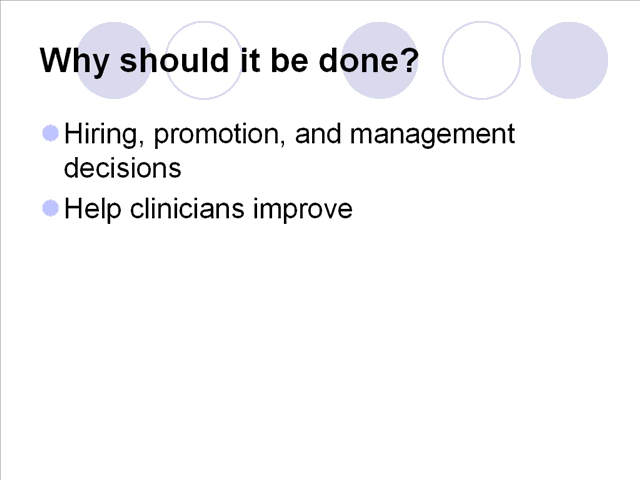 Why should it be done?
Hiring, promotion, and management
decisions
Help clinicians improve